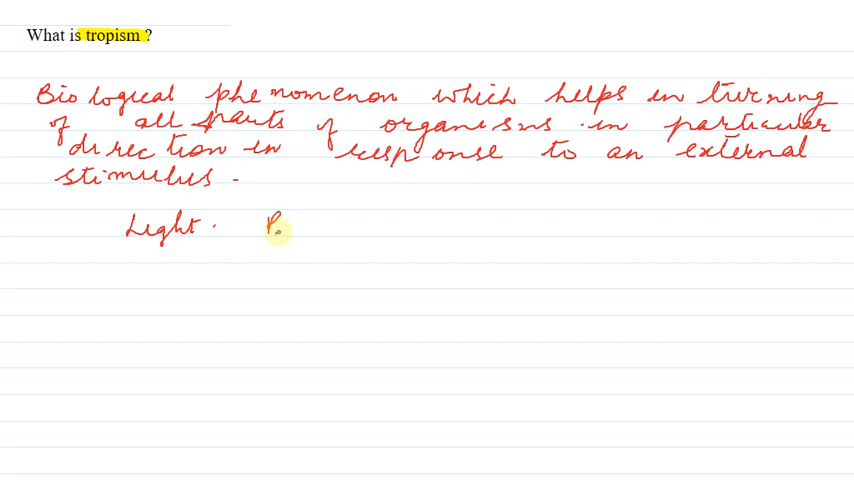 What is tropism ?
Biological phenomenon which helps in turning
of all parts of organisms in particular
direction in response to an external
stimulus -
Light . P